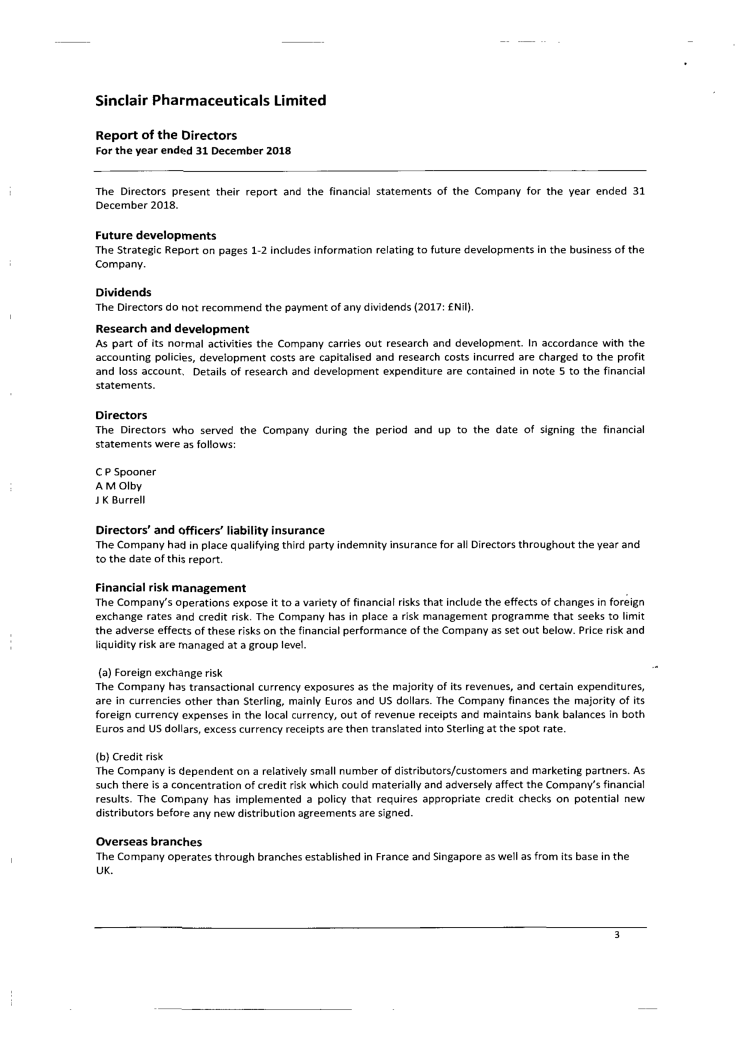 Sinclair Pharmaceuticals Limited
Report of the Directors
For the year ended 31 December 2018
The Directors present their report and the financial statements of the Company for the year ended 31
December 2018.
Future developments
The Strategic Report on pages 1-2 includes information relating to future developments in the business of the
Company.
Dividends
The Directors do not recommend the payment of any dividends (2017: £Nil).
Research and development
As part of its normal activities the Company carries out research and development. In accordance with the
accounting policies, development costs are capitalised and research costs incurred are charged to the profit
and loss account. Details of research and development expenditure are contained in note 5 to the financial
statements.
Directors
The Directors who served the Company during the period and up to the date of signing the financial
statements were as follows:
C P Spooner
A M Olby
J K Burrell
Directors' and officers' liability insurance
The Company had in place qualifying third party indemnity insurance for all Directors throughout the year and
to the date of this report.
Financial risk management
The Company's operations expose it to a variety of financial risks that include the effects of changes in foreign
exchange rates and credit risk. The Company has in place a risk management programme that seeks to limit
the adverse effects of these risks on the financial performance of the Company as set out below. Price risk and
liquidity risk are managed at a group level.
(a) Foreign exchange risk
The Company has transactional currency exposures as the majority of its revenues, and certain expenditures,
are in currencies other than Sterling, mainly Euros and US dollars. The Company finances the majority of its
foreign currency expenses in the local currency, out of revenue receipts and maintains bank balances in both
Euros and US dollars, excess currency receipts are then translated into Sterling at the spot rate.
(b) Credit risk
The Company is dependent on a relatively small number of distributors/customers and marketing partners. As
such there is a concentration of credit risk which could materially and adversely affect the Company's financial
results. The Company has implemented a policy that requires appropriate credit checks on potential new
distributors before any new distribution agreements are signed.
Overseas branches
The Company operates through branches established in France and Singapore as well as from its base in the
UK.
3